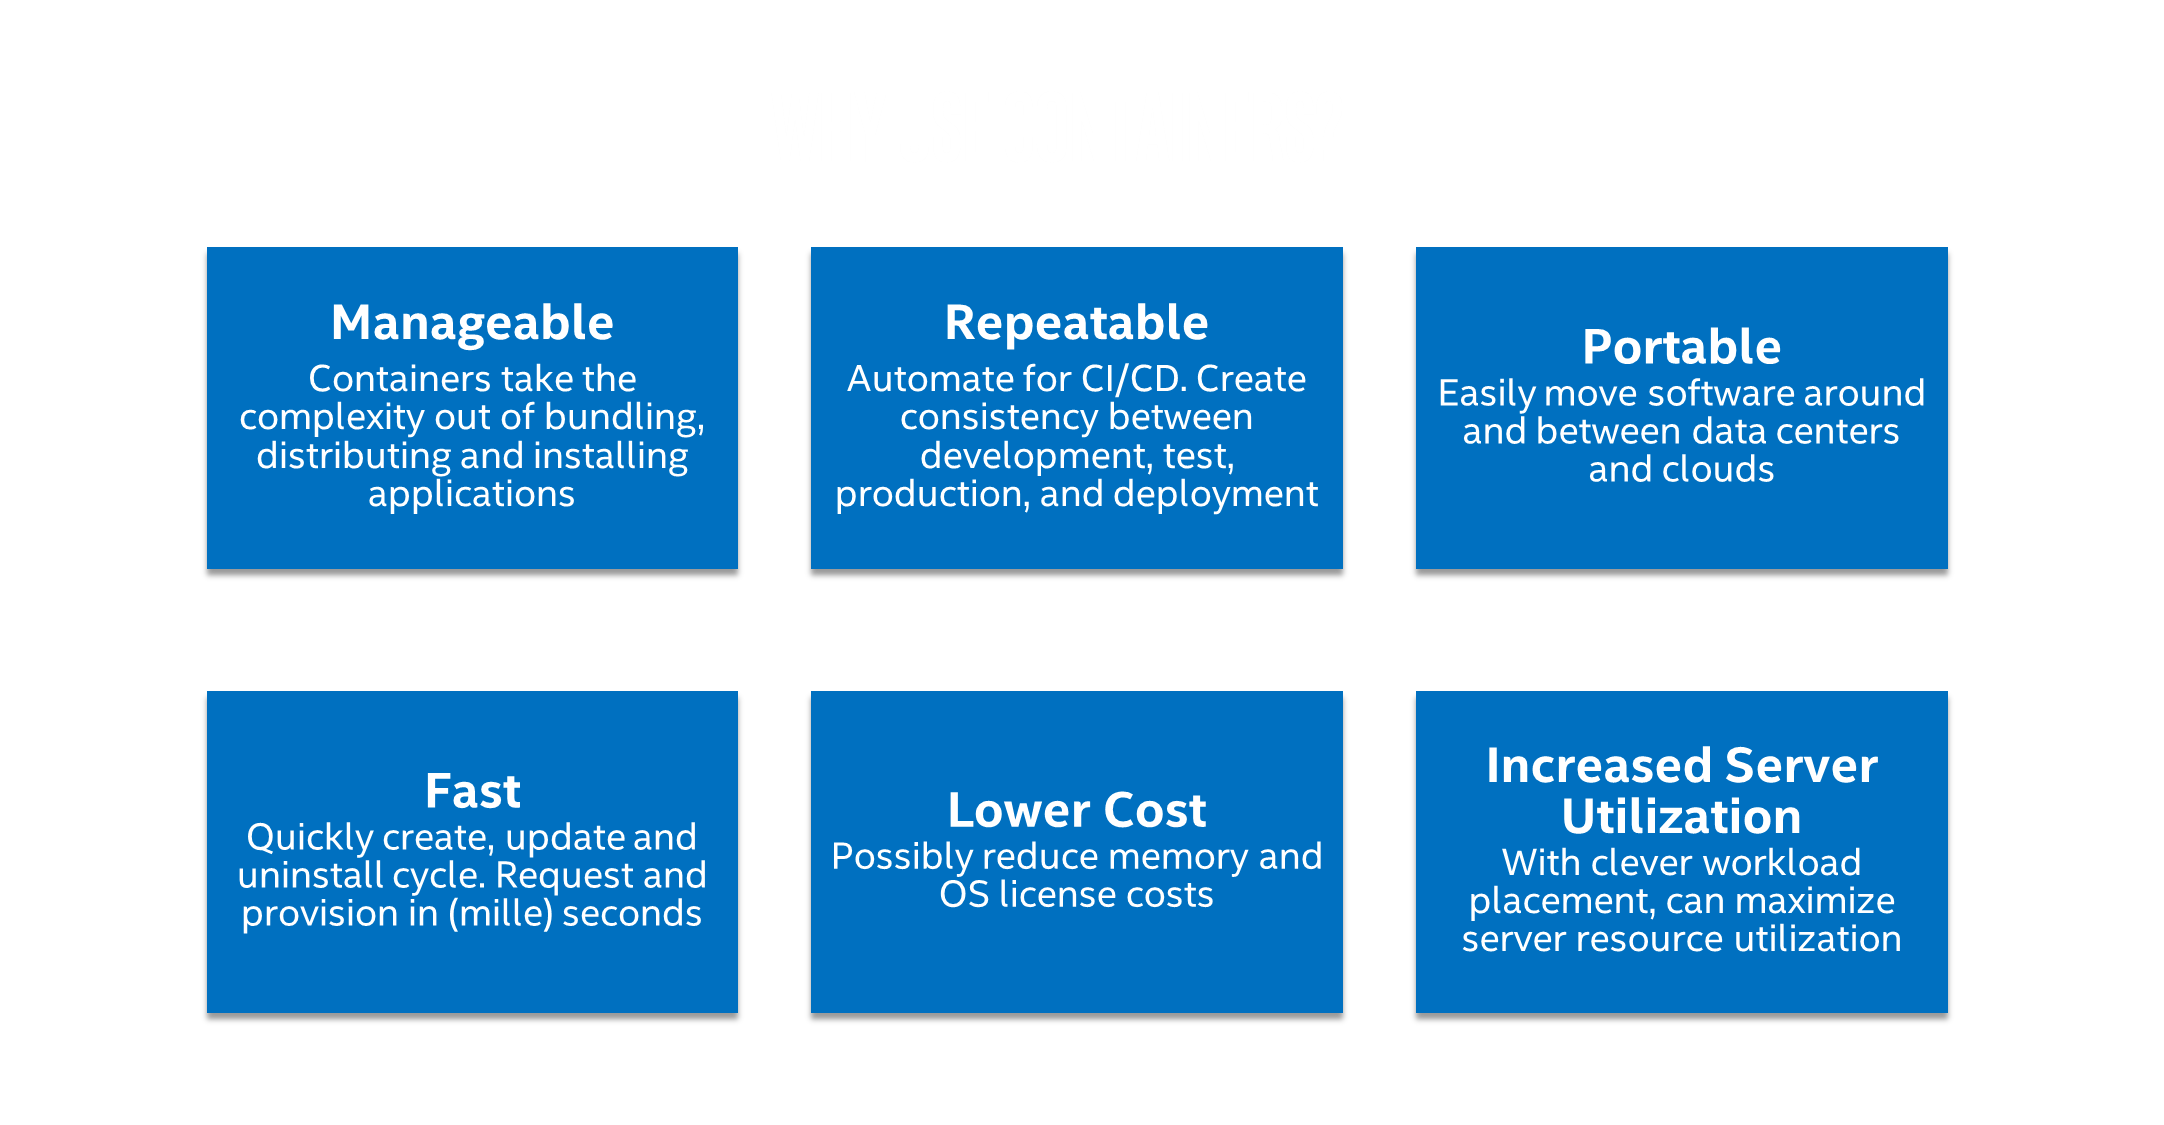 Manageable
Containers take the
complexity out of bundling,
distributing and installing
applications
Repeatable
Automate for CI/CD. Create
consistency between
development, test,
production, and deployment
Portable
Easily move software around
and between data centers
and clouds
Fast
Quickly create, update and
uninstall cycle. Request and
provision in (mille) seconds
Lower Cost
Possibly reduce memory and
OS license costs
Increased Server
Utilization
With clever workload
placement, can maximize
server resource utilization